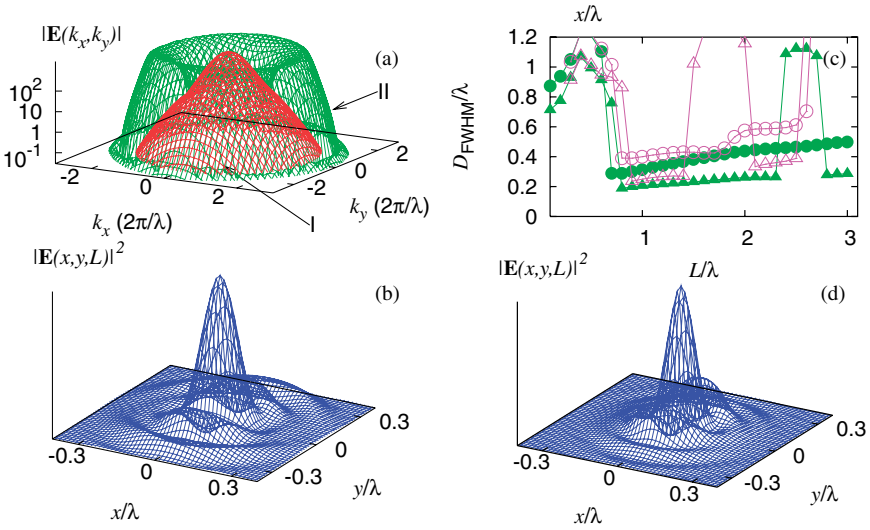 |E(kx,ky)|
(a)
II
10²
10
1
10⁻¹
-2
0
2
kx (2π/λ)
I
-2
0
2
ky (2π/λ)
x/λ
(c)
DFWHM/λ
1.2
1
0.8
0.6
0.4
0.2
0
1
2
3
L/λ
|E(x,y,L)|²
(b)
-0.3
0
0.3
x/λ
-0.3
0
0.3
y/λ
|E(x,y,L)|²
(d)
-0.3
0
0.3
x/λ
-0.3
0
0.3
y/λ